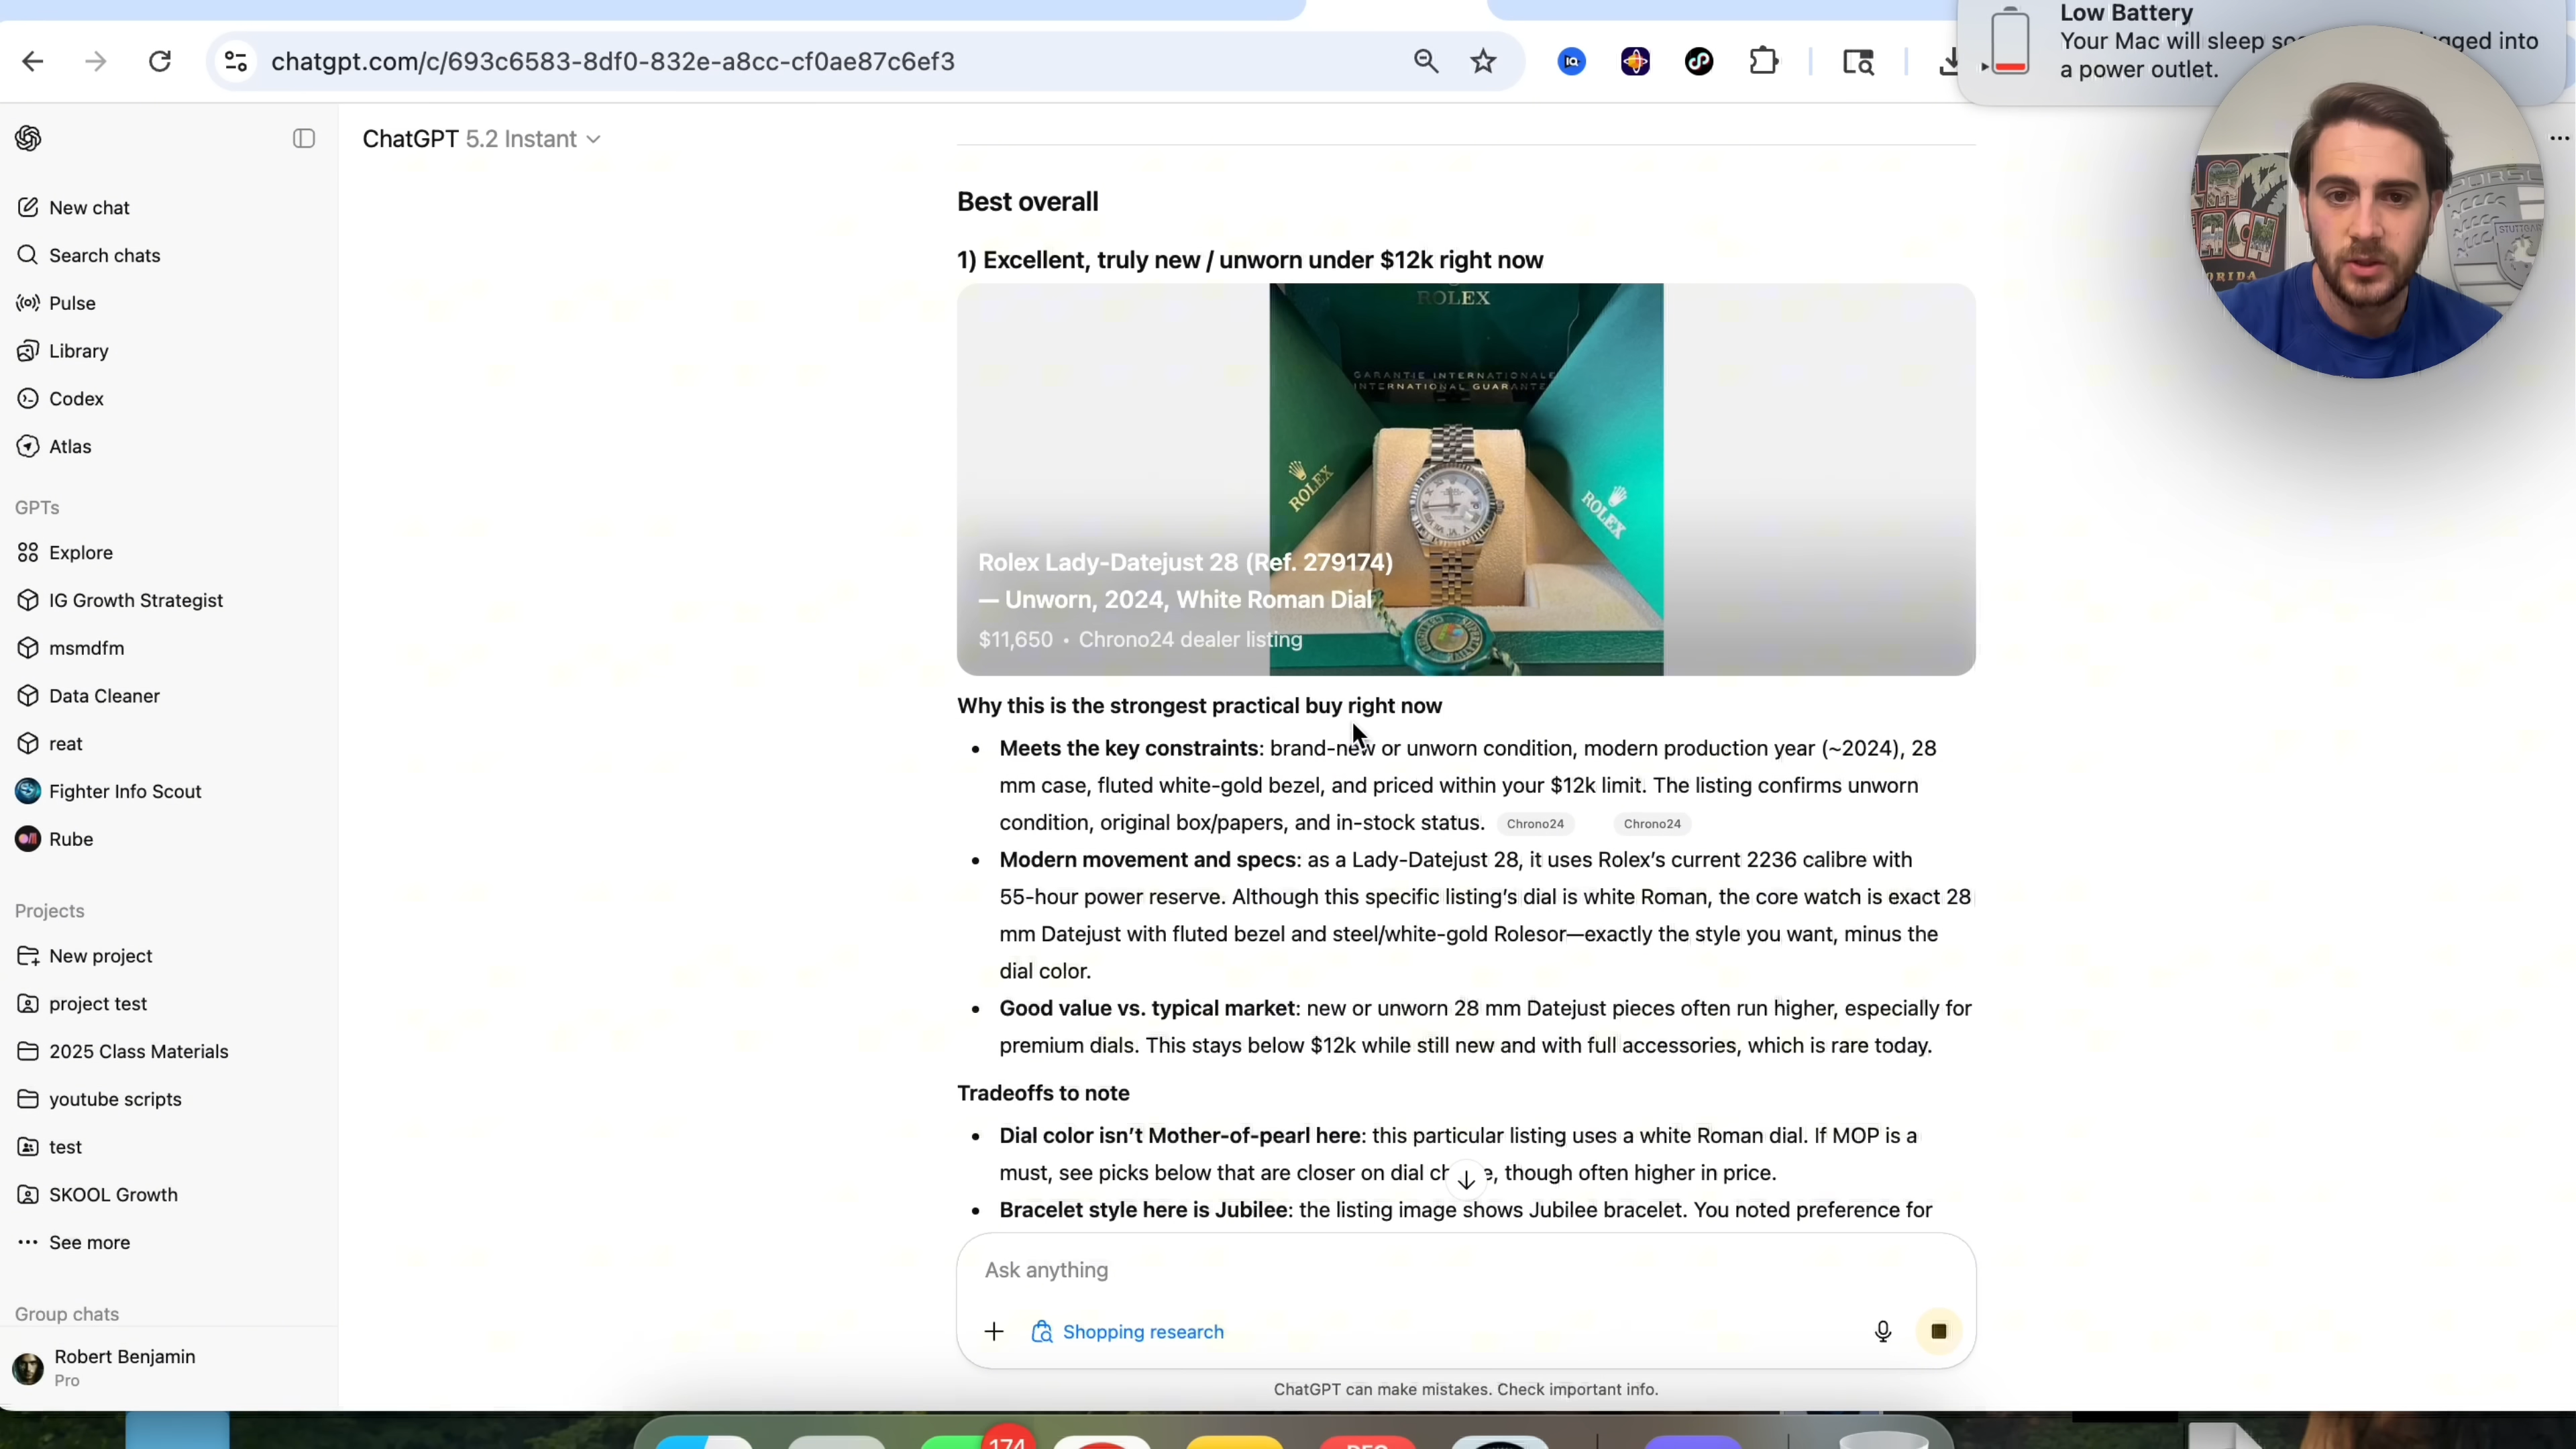 chatgpt.com/c/693c6583-8df0-832e-a8cc-cf0ae87c6ef3
Low Battery
Your Mac will sleep
into
a power outlet.
ChatGPT 5.2 Instant
New chat
Search chats
Pulse
Library
Codex
Atlas
GPTs
Explore
IG Growth Strategist
msmdfm
Data Cleaner
reat
Fighter Info Scout
Rube
Projects
New project
project test
2025 Class Materials
youtube scripts
test
SKOOL Growth
See more
Group chats
Robert Benjamin
Pro
Best overall
1) Excellent, truly new / unworn under $12k right now
ROLEX
GARANTIE INTERNATIONALE
INTERNATIONAL
ROLEX
ROLEX
Rolex Lady-Datejust 28 (Ref. 279174)
— Unworn, 2024, White Roman Dial
$11,650 • Chrono24 dealer listing
Why this is the strongest practical buy right now
• Meets the key constraints: brand-new or unworn condition, modern production year (~2024), 28
mm case, fluted white-gold bezel, and priced within your $12k limit. The listing confirms unworn
condition, original box/papers, and in-stock status. Chrono24 Chrono24
• Modern movement and specs: as a Lady-Datejust 28, it uses Rolex’s current 2236 calibre with
55-hour power reserve. Although this specific listing’s dial is white Roman, the core watch is exact 28
mm Datejust with fluted bezel and steel/white-gold Rolesor—exactly the style you want, minus the
dial color.
• Good value vs. typical market: new or unworn 28 mm Datejust pieces often run higher, especially for
premium dials. This stays below $12k while still new and with full accessories, which is rare today.
Tradeoffs to note
• Dial color isn’t Mother-of-pearl here: this particular listing uses a white Roman dial. If MOP is a
must, see picks below that are closer on dial though often higher in price.
• Bracelet style here is Jubilee: the listing image shows Jubilee bracelet. You noted preference for
Ask anything
Shopping research
ChatGPT can make mistakes. Check important info.
174